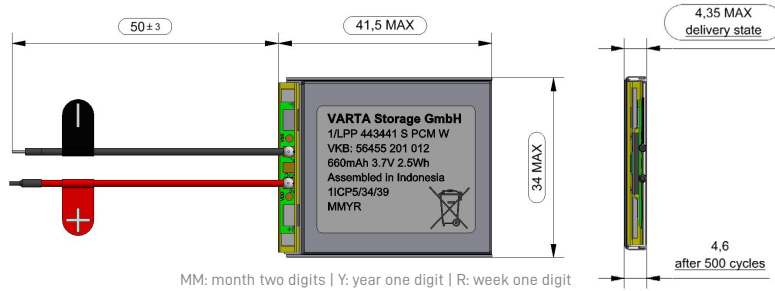 50±3
41,5 MAX
4,35 MAX
delivery state
VARTA Storage GmbH
1/LPP 443441 S PCM W
VKB: 56455 201 012
660mAh 3.7V 2.5Wh
Assembled in Indonesia
1ICP5/34/39
MMYR
34 MAX
4,6
after 500 cycles
MM: month two digits | Y: year one digit | R: week one digit